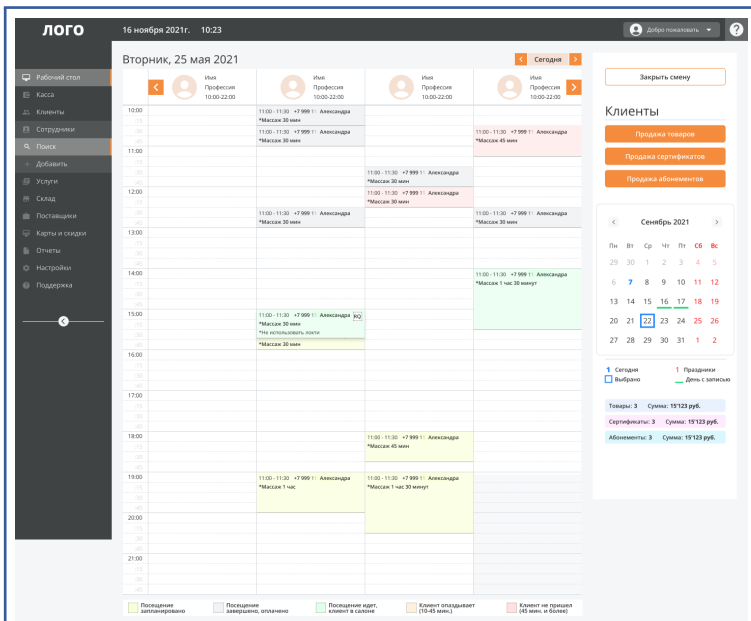 ЛОГО
16 ноября 2021г. 10:23
Добро пожаловать
?
Рабочий стол
Касса
Клиенты
Сотрудники
Поиск
Добавить
Услуги
Склад
Поставщики
Карты и скидки
Отчеты
Настройки
Поддержка
Вторник, 25 мая 2021
Сегодня
Имя
Профессия
10:00-22:00
Имя
Профессия
10:00-22:00
Имя
Профессия
10:00-22:00
Имя
Профессия
10:00-22:00
10:00
11:00 - 11:30 +7 999 11 Александра
*Массаж 30 мин
11:00 - 11:30 +7 999 11 Александра
*Массаж 30 мин
11:00 - 11:30 +7 999 11 Александра
*Массаж 45 мин
11:00
11:00 - 11:30 +7 999 11 Александра
*Массаж 30 мин
12:00
11:00 - 11:30 +7 999 11 Александра
*Массаж 30 мин
11:00 - 11:30 +7 999 11 Александра
*Массаж 30 мин
11:00 - 11:30 +7 999 11 Александра
*Массаж 30 мин
13:00
14:00
11:00 - 11:30 +7 999 11 Александра
*Массаж 1 час 30 минут
15:00
11:00 - 11:30 +7 999 11 Александра RQ
*Массаж 30 мин
*Не использовать локти
*Массаж 30 мин
16:00
17:00
18:00
11:00 - 11:30 +7 999 11 Александра
*Массаж 45 мин
19:00
11:00 - 11:30 +7 999 11 Александра
*Массаж 1 час
11:00 - 11:30 +7 999 11 Александра
*Массаж 1 час 30 минут
20:00
21:00
Посещение
запланировано
Посещение
завершено, оплачено
Посещение идет,
клиент в салоне
Клиент опаздывает
(10-45 мин.)
Клиент не пришел
(45 мин. и более)
Закрыть смену
Клиенты
Продажа товаров
Продажа сертификатов
Продажа абонементов
Сенябрь 2021
Пн Вт Ср Чт Пт Сб Вс
29 30 1 2 3 4 5
6 7 8 9 10 11 12
13 14 15 16 17 18 19
20 21 22 23 24 25 26
27 28 29 30 31 1 2
1 Сегодня
1 Праздники
Выбрано
День с записью
Товары: 3 Сумма: 15'123 руб.
Сертификаты: 3 Сумма: 15'123 руб.
Абонементы: 3 Сумма: 15'123 руб.